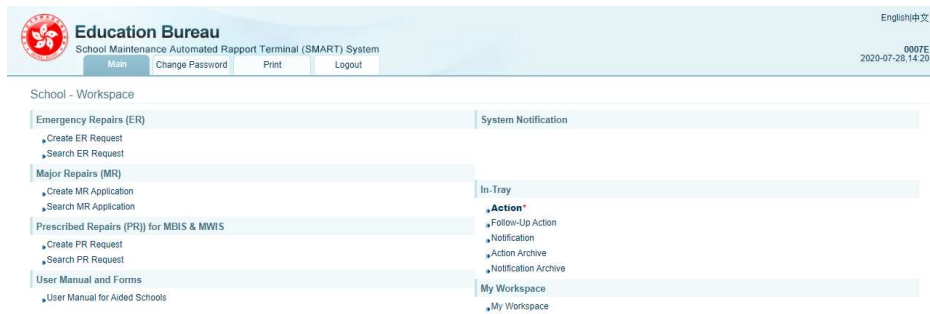 English|中文
Education Bureau
School Maintenance Automated Rapport Terminal (SMART) System
0007E
2020-07-28,14:20
Main Change Password Print Logout
School - Workspace
Emergency Repairs (ER)
Create ER Request
Search ER Request
Major Repairs (MR)
Create MR Application
Search MR Application
Prescribed Repairs (PR)) for MBIS & MWIS
Create PR Request
Search PR Request
User Manual and Forms
User Manual for Aided Schools
System Notification
In-Tray
Action*
Follow-Up Action
Notification
Action Archive
Notification Archive
My Workspace
My Workspace